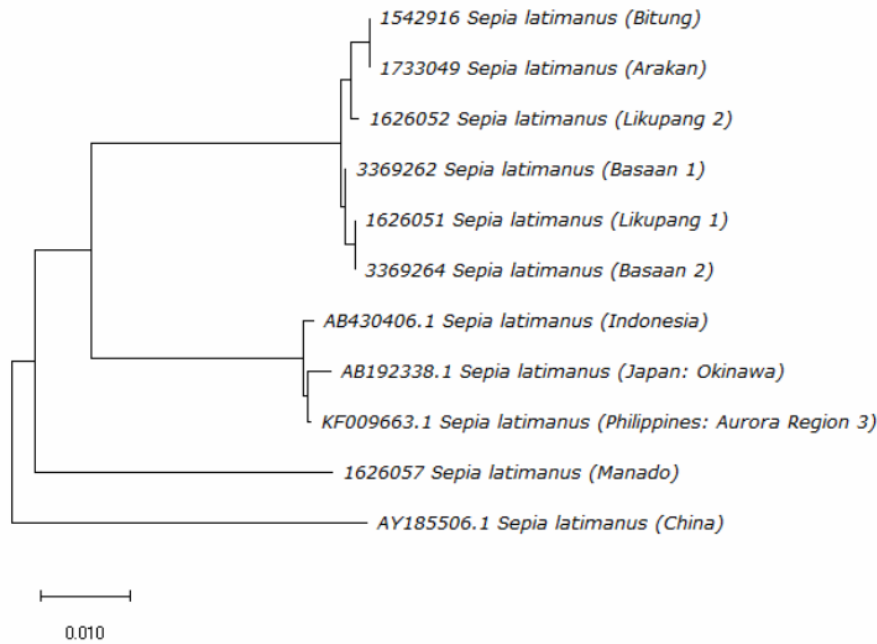 1542916 Sepia latimanus (Bitung)
1733049 Sepia latimanus (Arakan)
1626052 Sepia latimanus (Likupang 2)
3369262 Sepia latimanus (Basaan 1)
1626051 Sepia latimanus (Likupang 1)
3369264 Sepia latimanus (Basaan 2)
AB430406.1 Sepia latimanus (Indonesia)
AB192338.1 Sepia latimanus (Japan: Okinawa)
KF009663.1 Sepia latimanus (Philippines: Aurora Region 3)
1626057 Sepia latimanus (Manado)
AY185506.1 Sepia latimanus (China)
0.010